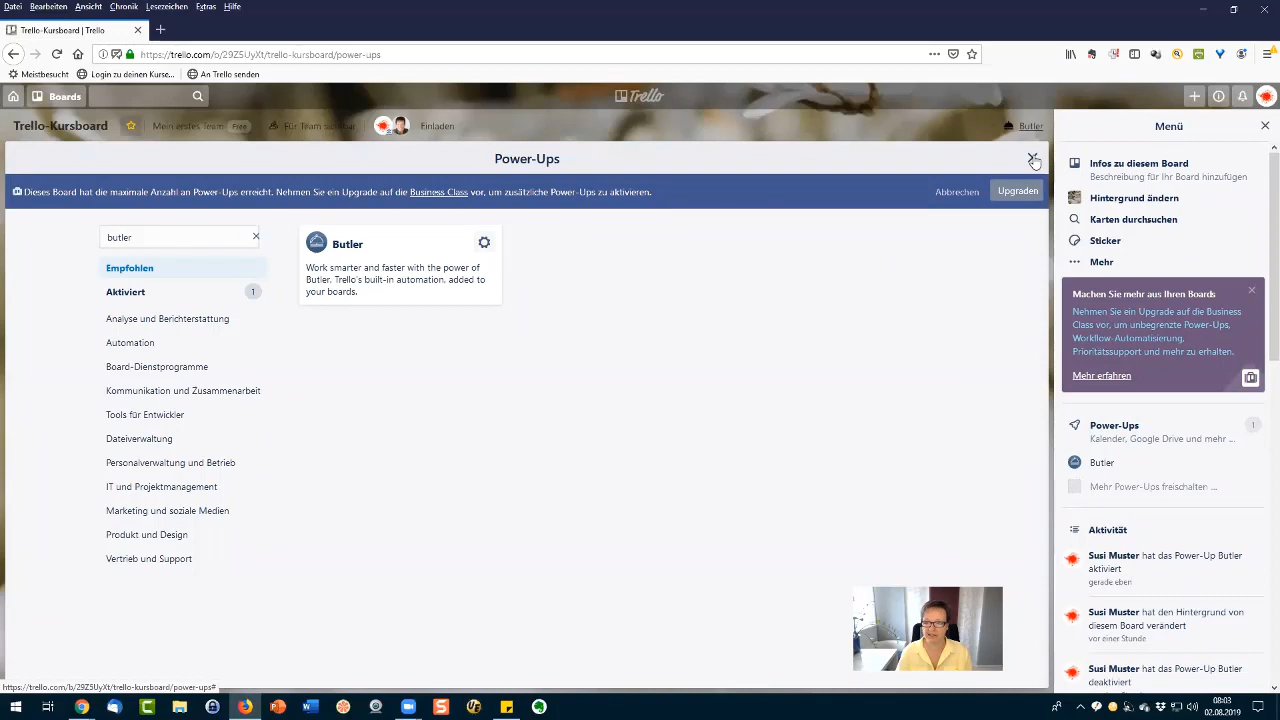 Datei Bearbeiten Ansicht Chronik Lesezeichen Extras Hilfe
Trello-Kursboard | Trello
https://trello.com/b/29Z5UyXt/trello-kursboard/power-ups
Meistbesucht Login zu deinen Kurse... An Trello senden
Boards Trello
Trello-Kursboard Mein erstes Team Free Für Team Einladen Butler
Power-Ups
Dieses Board hat die maximale Anzahl an Power-Ups erreicht. Nehmen Sie ein Upgrade auf die Business Class vor, um zusätzliche Power-Ups zu aktivieren. Abbrechen Upgraden
butler
Empfohlen
Aktiviert 1
Analyse und Berichterstattung
Automation
Board-Dienstprogramme
Kommunikation und Zusammenarbeit
Tools für Entwickler
Dateiverwaltung
Personalverwaltung und Betrieb
IT und Projektmanagement
Marketing und soziale Medien
Produkt und Design
Vertrieb und Support
Butler
Work smarter and faster with the power of
Butler, Trello's built-in automation, added to
your boards.
Menü
Infos zu diesem Board
Beschreibung für Ihr Board hinzufügen
Hintergrund ändern
Karten durchsuchen
Sticker
Mehr
Machen Sie mehr aus Ihren Boards
Nehmen Sie ein Upgrade auf die Business
Class vor, um unbegrenzte Power-Ups,
Workflow-Automatisierung,
Prioritätssupport und mehr zu erhalten.
Mehr erfahren
Power-Ups 1
Kalender, Google Drive und mehr ...
Butler
Mehr Power-Ups freischalten ...
Aktivität
Susi Muster hat das Power-Up Butler
aktiviert
gerade eben
Susi Muster hat den Hintergrund von
diesem Board verändert
vor einer Stunde
Susi Muster hat das Power-Up Butler
deaktiviert
https://trello.com/b/29Z5UyXt/trello-kursboard/power-ups#
08:03
02.08.2019